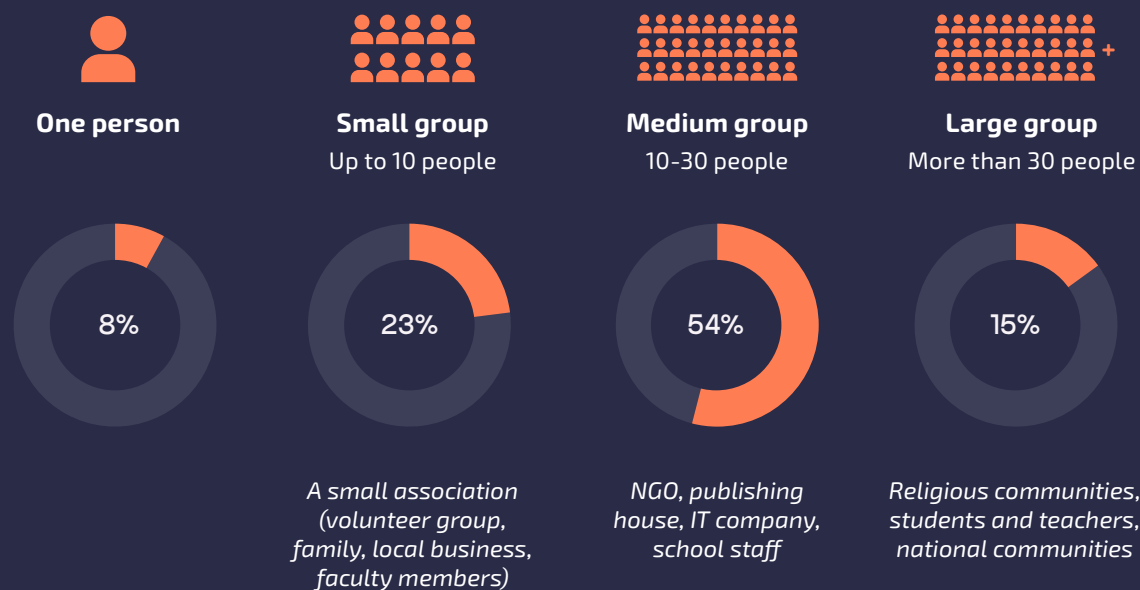 One person
Small group
Up to 10 people
Medium group
10-30 people
+
Large group
More than 30 people
8%
23%
54%
15%
A small association
(volunteer group,
family, local business,
faculty members)
NGO, publishing
house, IT company,
school staff
Religious communities,
students and teachers,
national communities